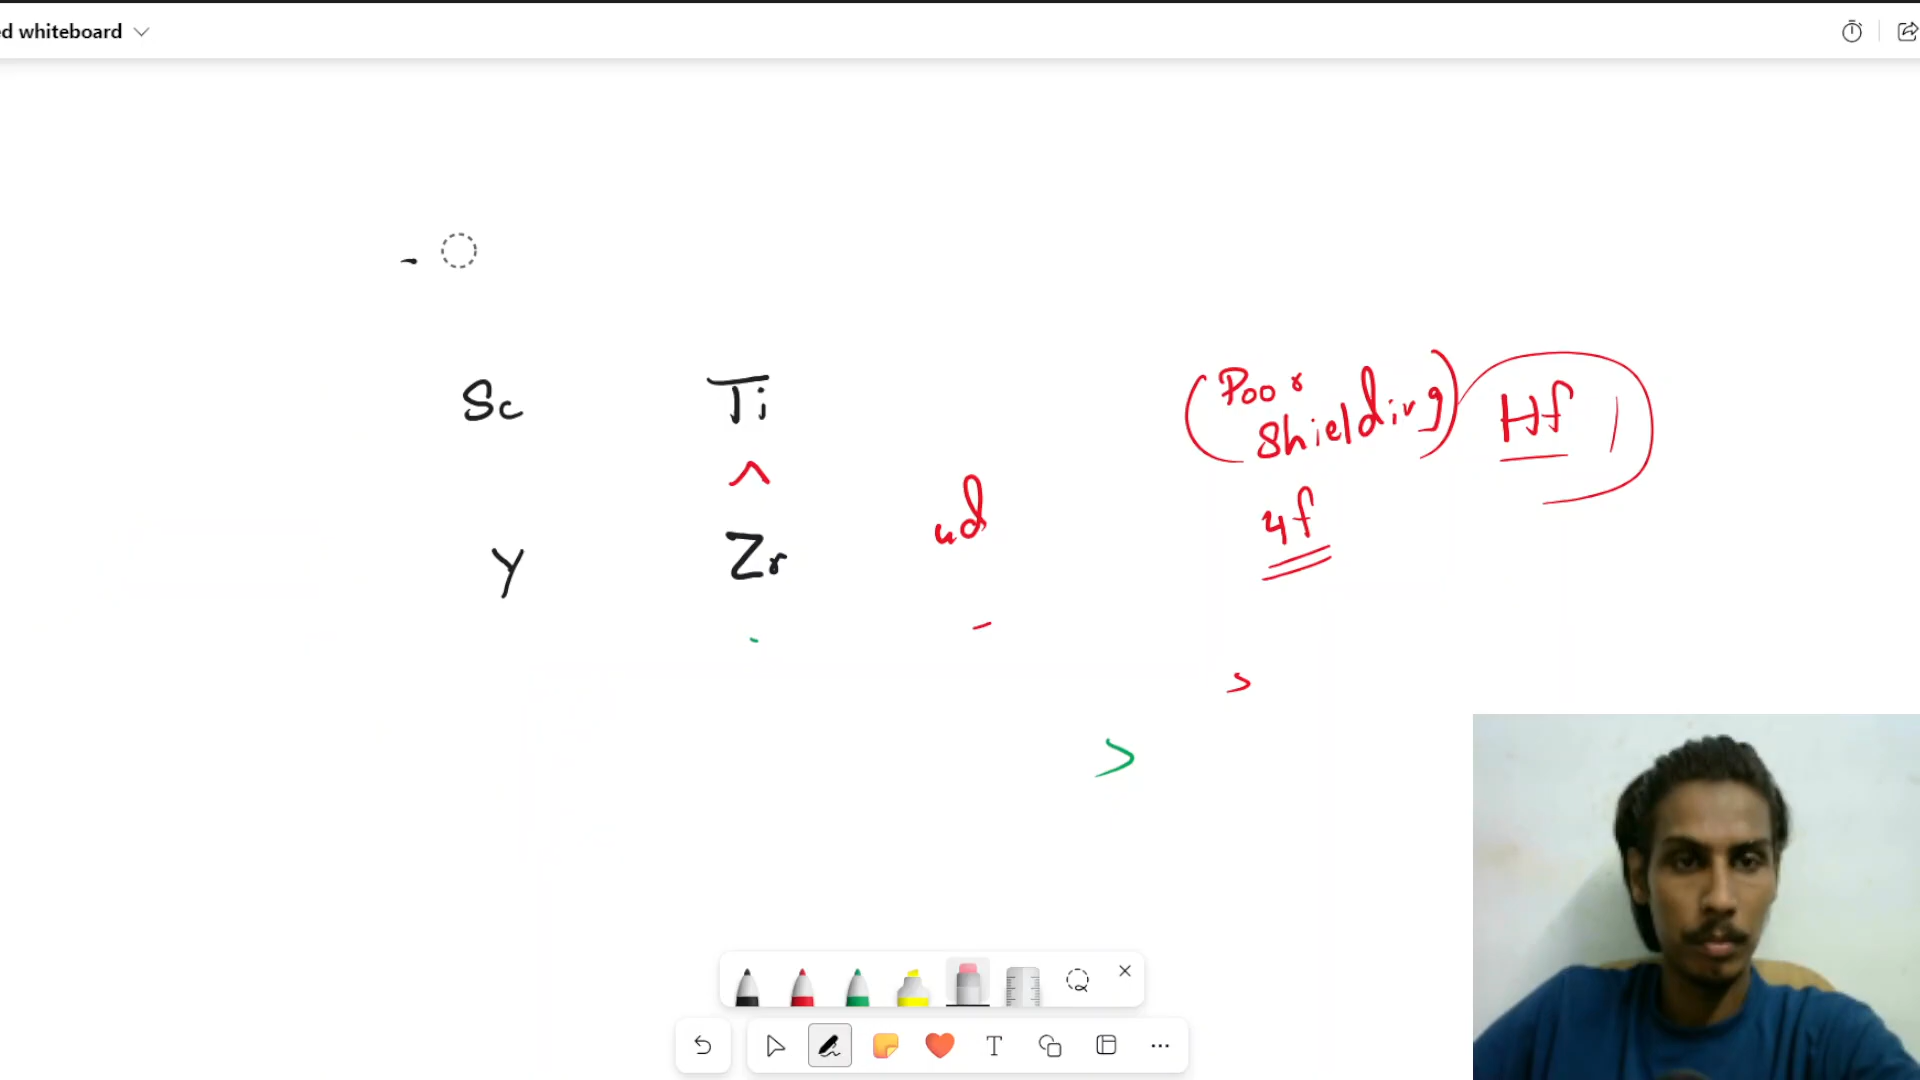 d whiteboard
Sc Ti
(Poor
Shielding)
Hf
^
4d
4f
Y Zr
-
>
>
T